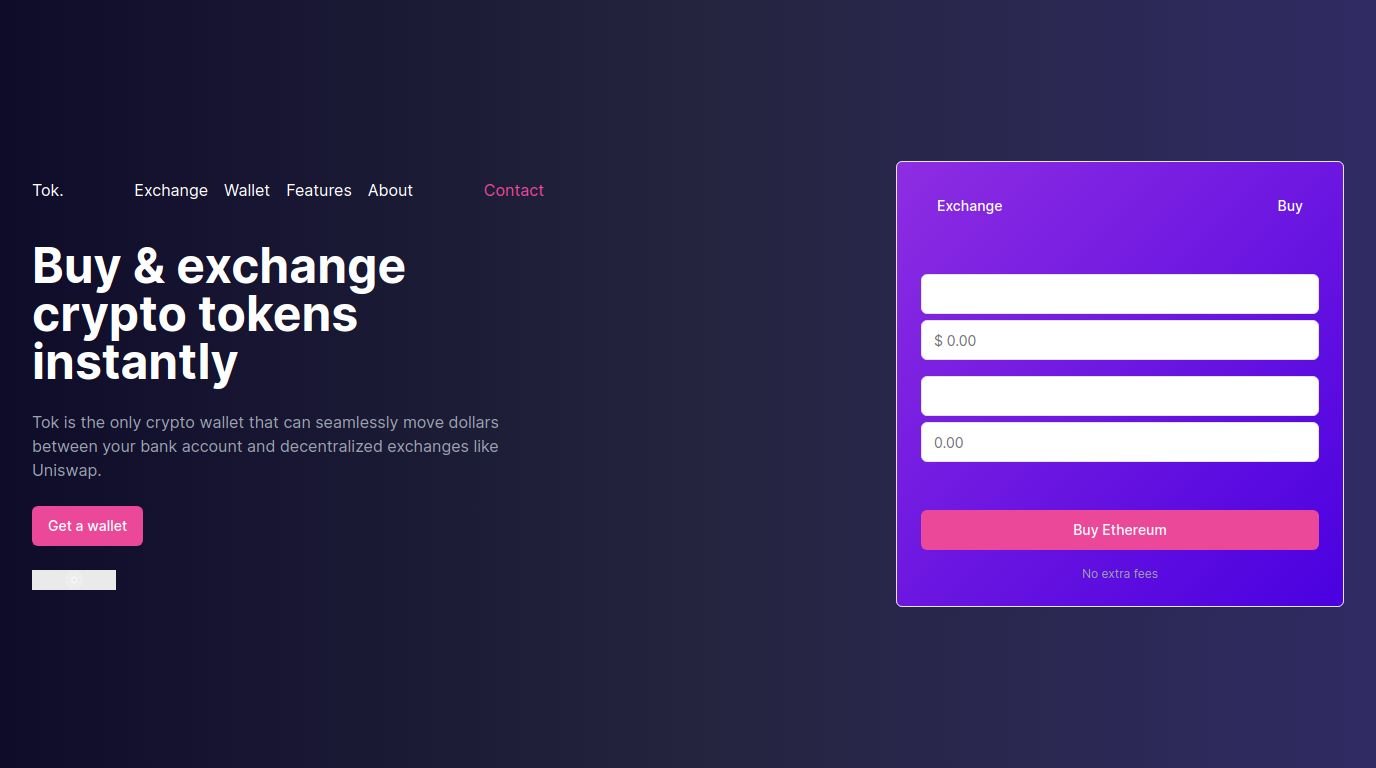 Tok. Exchange Wallet Features About Contact
Buy & exchange
crypto tokens
instantly
Tok is the only crypto wallet that can seamlessly move dollars
between your bank account and decentralized exchanges like
Uniswap.
Get a wallet
Exchange Buy
$ 0.00
0.00
Buy Ethereum
No extra fees